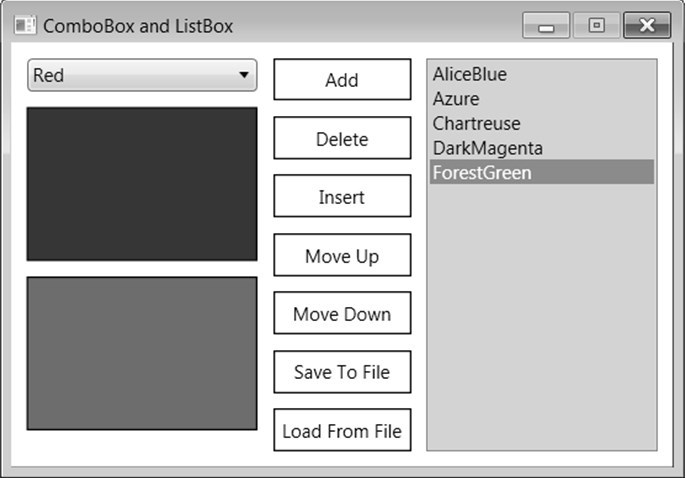 ComboBox and ListBox
Red
Add
Delete
Insert
Move Up
Move Down
Save To File
Load From File
AliceBlue
Azure
Chartreuse
DarkMagenta
ForestGreen